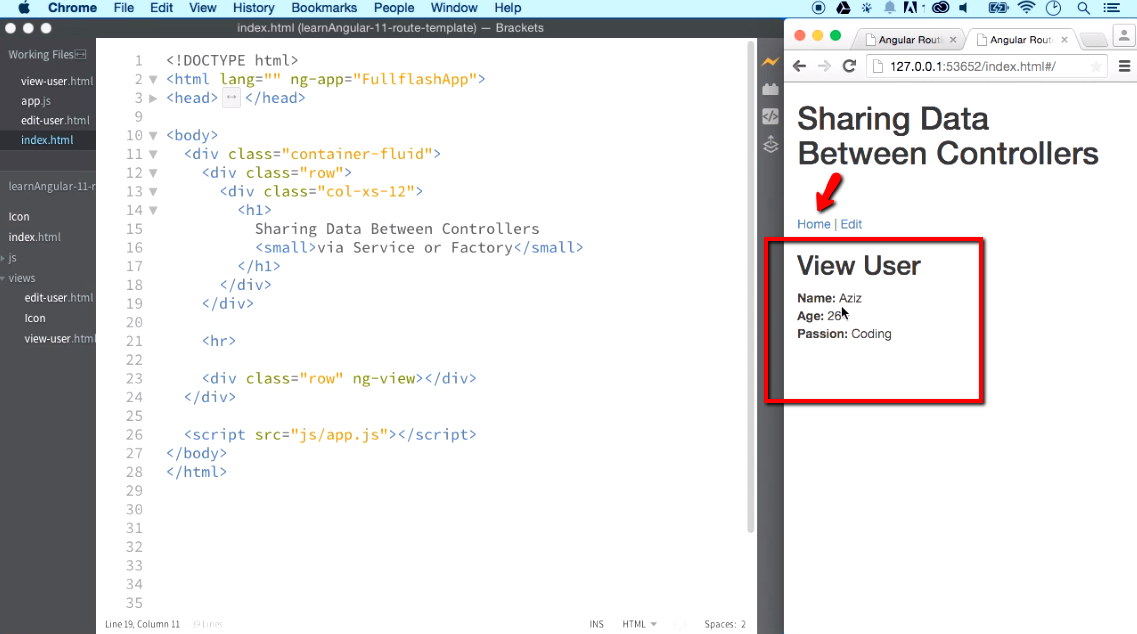 Chrome File Edit View History Bookmarks People Window Help
index.html (learnAngular-11-route-template) — Brackets
Working Files
view-user.html
app.js
edit-user.html
index.html
learnAngular-11-r
Icon
index.html
js
views
edit-user.html
Icon
view-user.html
1 <!DOCTYPE html>
2 <html lang="" ng-app="FullflashApp">
3 <head> </head>
9
10 <body>
11 <div class="container-fluid">
12 <div class="row">
13 <div class="col-xs-12">
14 <h1>
15 Sharing Data Between Controllers
16 <small>via Service or Factory</small>
17 </h1>
18 </div>
19 </div>
20
21 <hr>
22
23 <div class="row" ng-view></div>
24 </div>
25
26 <script src="js/app.js"></script>
27 </body>
28 </html>
29
30
31
32
33
34
35
Line 19, Column 11
INS HTML Spaces: 2
Angular Routi Angular Routi
127.0.0.1:53652/index.html#/
Sharing Data
Between Controllers
Home | Edit
View User
Name: Aziz
Age: 26
Passion: Coding